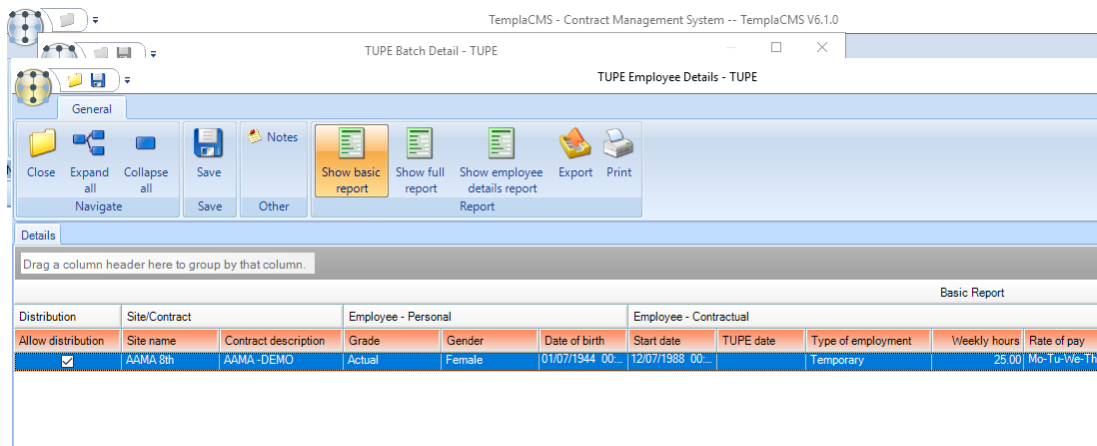 TemplaCMS - Contract Management System -- TemplaCMS V6.1.0
TUPE Batch Detail - TUPE
TUPE Employee Details - TUPE
General
Close
Expand all
Collapse all
Save
Notes
Show basic report
Show full report
Show employee details report
Export
Print
Navigate
Save
Other
Report
Details
Drag a column header here to group by that column.
Basic Report
Distribution Site/Contract Employee - Personal Employee - Contractual
Allow distribution Site name Contract description Grade Gender Date of birth Start date TUPE date Type of employment Weekly hours Rate of pay
AAMA 8th AAMA -DEMO Actual Female 01/07/1944 00:... 12/07/1988 00:... Temporary 25.00 Mo-Tu-We-Th